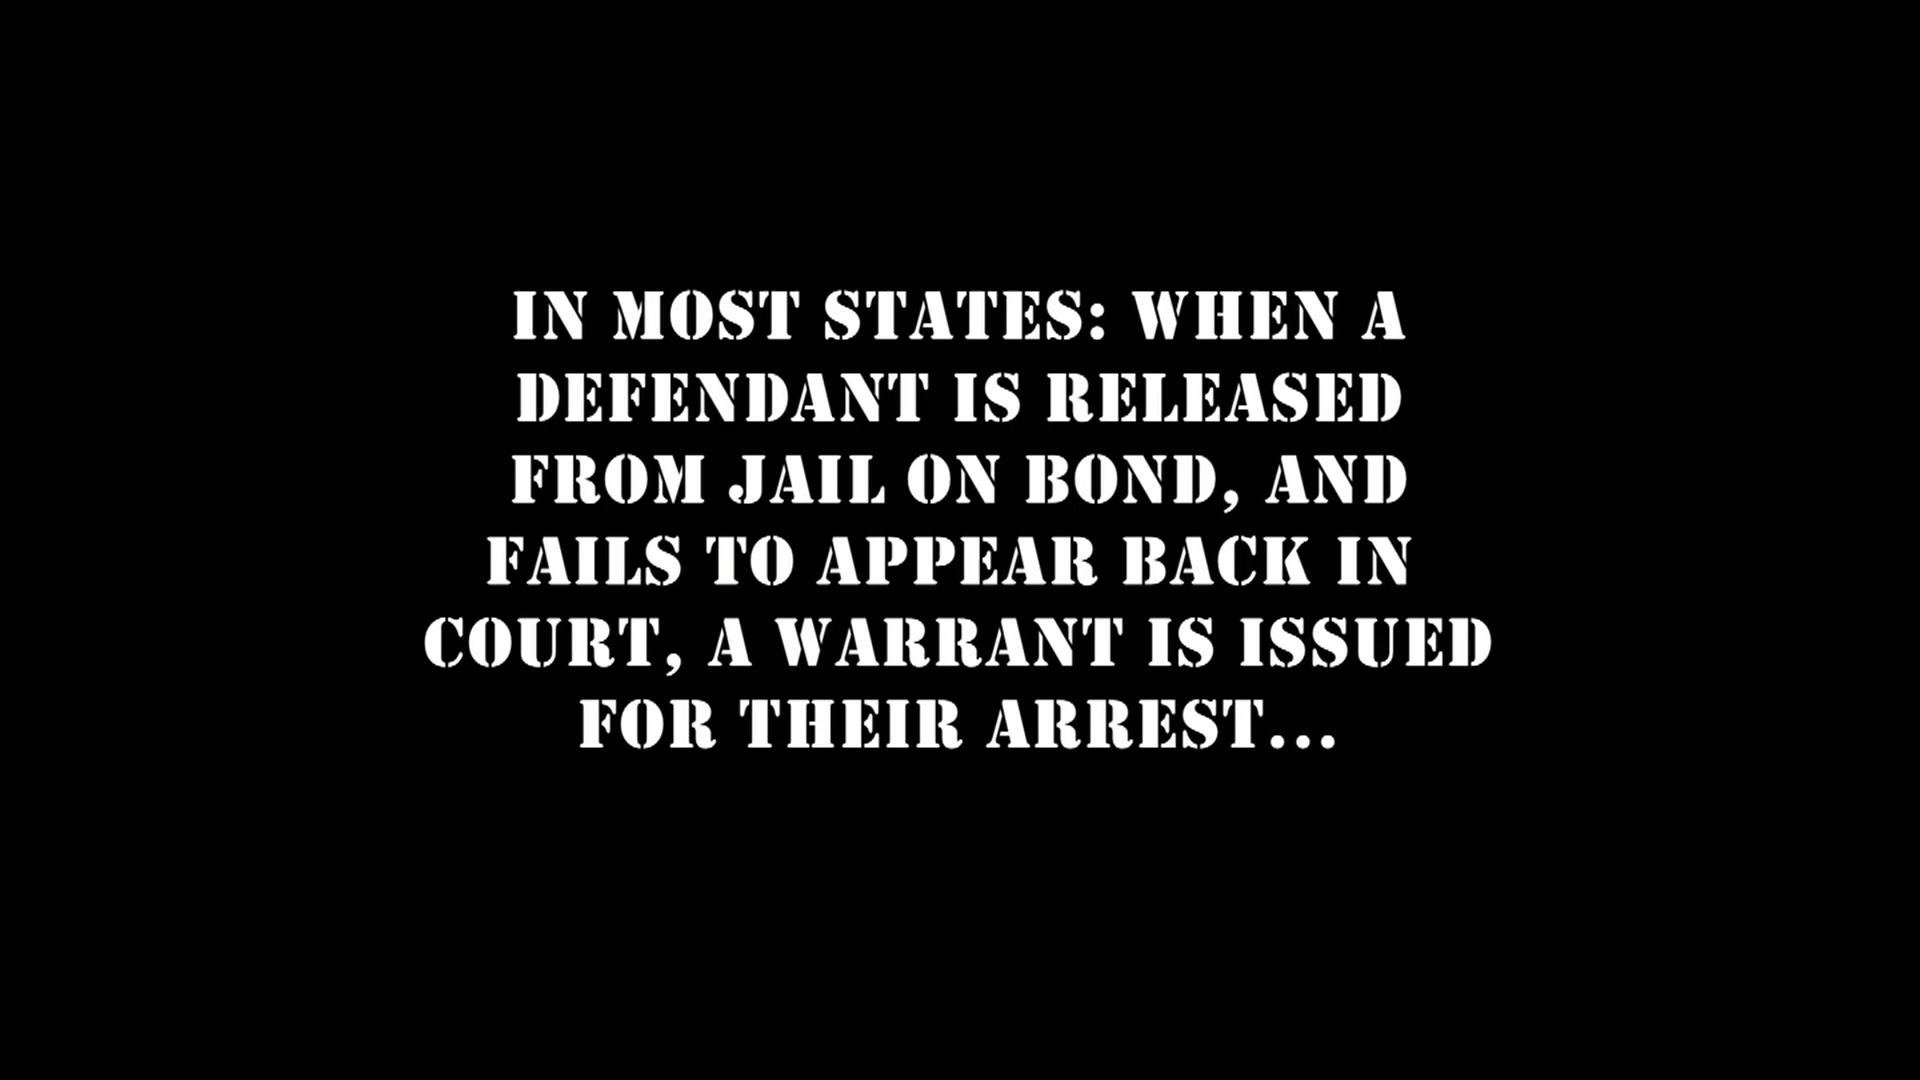 IN MOST STATES: WHEN A
DEFENDANT IS RELEASED
FROM JAIL ON BOND, AND
FAILS TO APPEAR BACK IN
COURT, A WARRANT IS ISSUED
FOR THEIR ARREST...